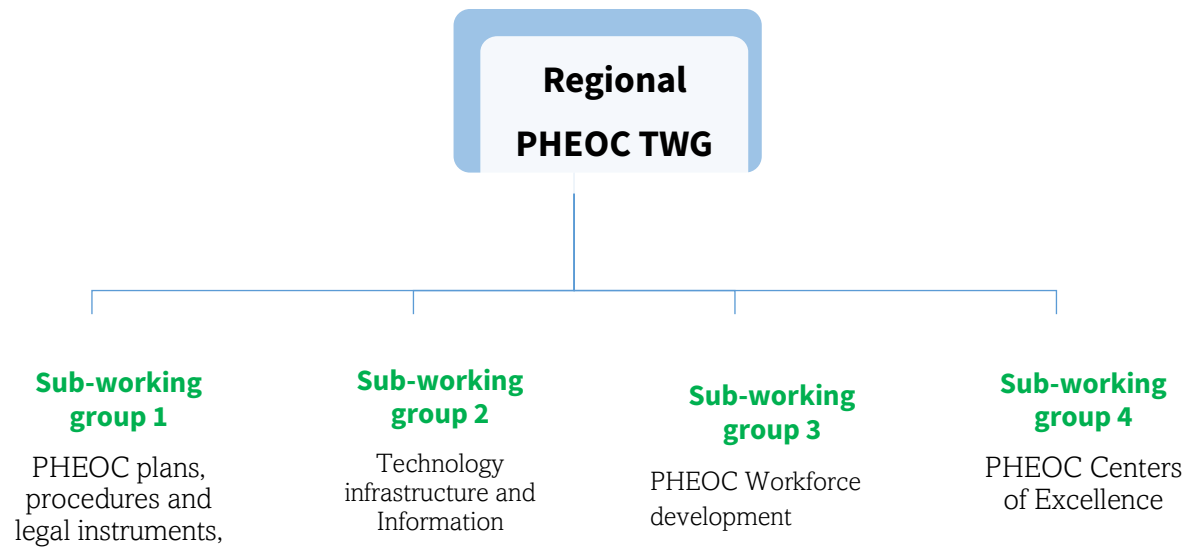 Regional
PHEOC TWG
Sub-working
group 1
PHEOC plans,
procedures and
legal instruments,
Sub-working
group 2
Technology
infrastructure and
Information
Sub-working
group 3
PHEOC Workforce
development
Sub-working
group 4
PHEOC Centers
of Excellence